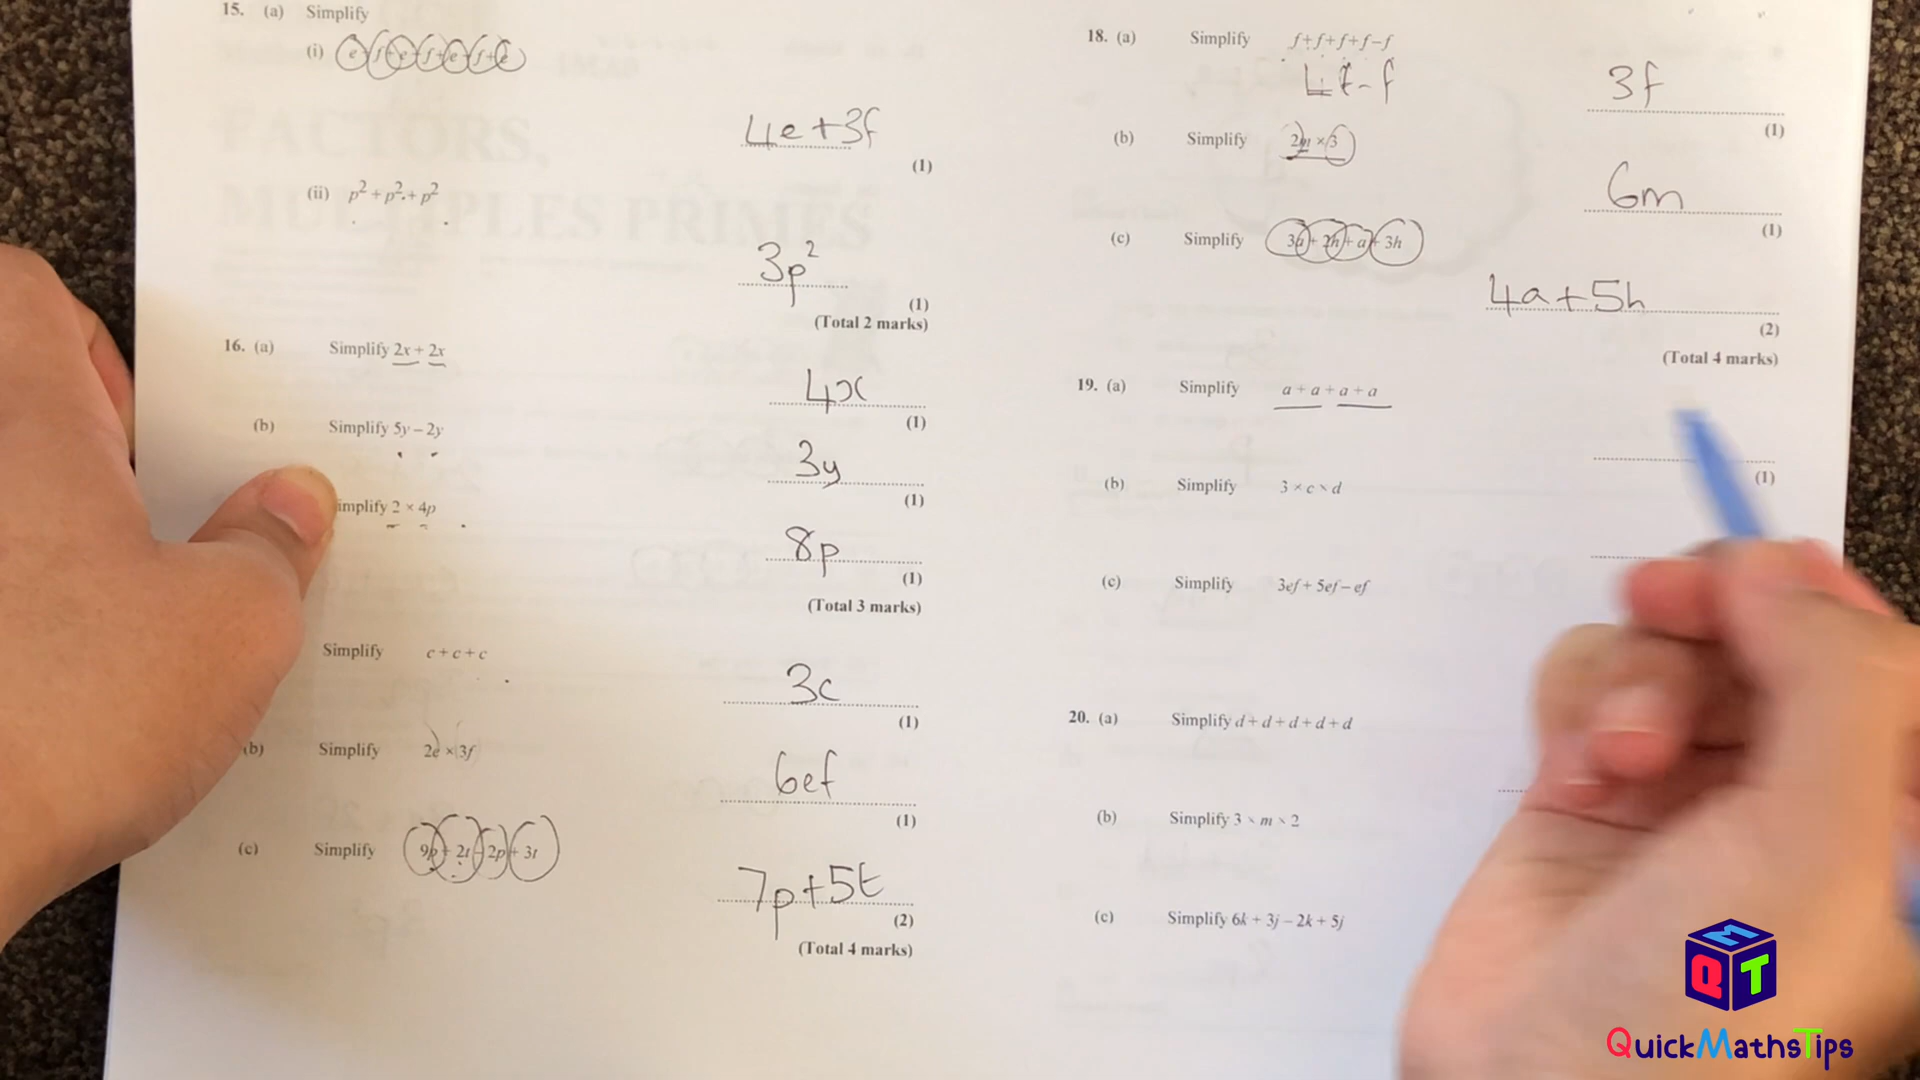 15. (a) Simplify
(i) e + f + e + f + e + f + e
4e + 3f
(1)
(ii) p² + p² + p²
3p²
(1)
(Total 2 marks)
16. (a) Simplify 2x + 2x
4x
(1)
(b) Simplify 5y – 2y
3y
(1)
implify 2 × 4p
8p
(1)
(Total 3 marks)
Simplify c + c + c
3c
(1)
(b) Simplify 2e × 3f
6ef
(1)
(c) Simplify 9p + 2t – 2p + 3t
7p + 5t
(2)
(Total 4 marks)
18. (a) Simplify f + f + f + f – f
4f - f
3f
(1)
(b) Simplify 2m × 3
6m
(1)
(c) Simplify 3a + 2h + a + 3h
4a + 5h
(2)
(Total 4 marks)
19. (a) Simplify a + a + a + a
(1)
(b) Simplify 3 × c × d
(c) Simplify 3ef + 5ef – ef
20. (a) Simplify d + d + d + d + d
(b) Simplify 3 × m × 2
(c) Simplify 6k + 3j – 2k + 5j
M
Q T
QuickMathsTips